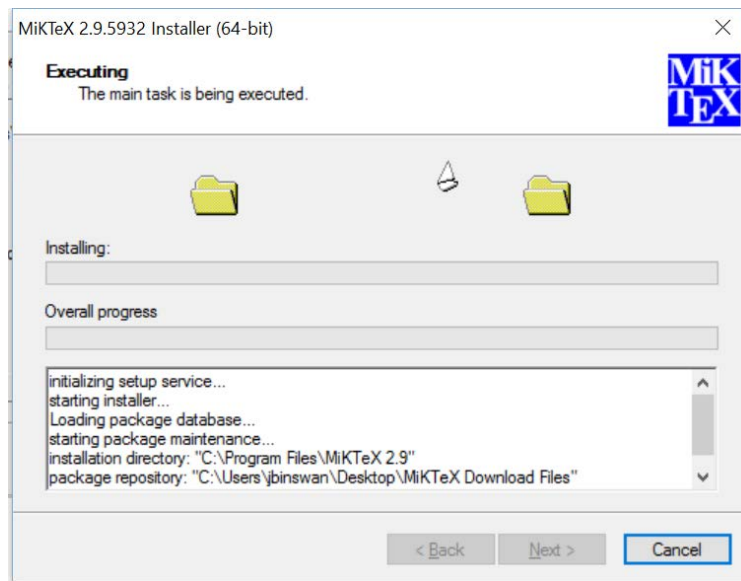 MiKTeX 2.9.5932 Installer (64-bit)
Executing
The main task is being executed.
MiK
TEX
Installing:
Overall progress
initializing setup service...
starting installer...
Loading package database...
starting package maintenance...
installation directory: "C:\Program Files\MiKTeX 2.9"
package repository: "C:\Users\jbinswan\Desktop\MiKTeX Download Files"
< Back
Next >
Cancel